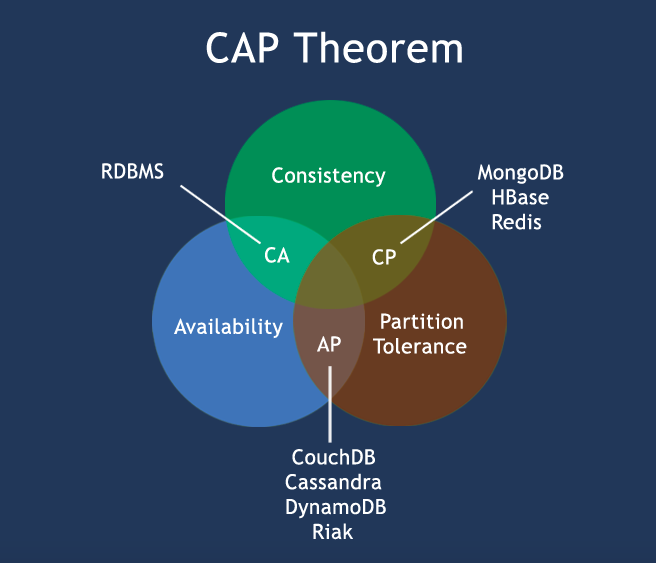 CAP Theorem
RDBMS
Consistency
MongoDB
HBase
Redis
CA
CP
Availability
Partition
Tolerance
AP
CouchDB
Cassandra
DynamoDB
Riak